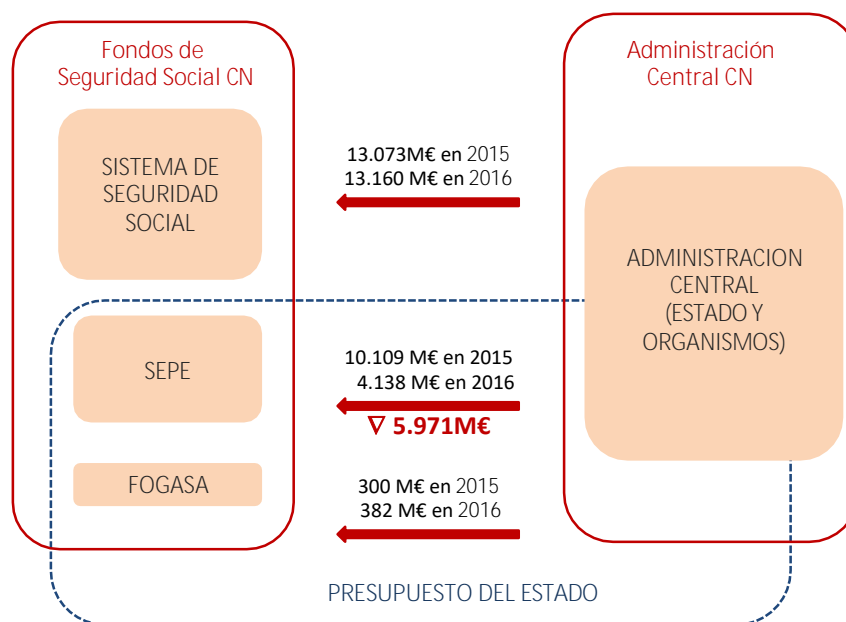 Fondos de
Seguridad Social CN
Administración
Central CN
SISTEMA DE
SEGURIDAD
SOCIAL
13.073M€ en 2015
13.160 M€ en 2016
ADMINISTRACION
CENTRAL
(ESTADO Y
ORGANISMOS)
SEPE
10.109 M€ en 2015
4.138 M€ en 2016
∇ 5.971M€
FOGASA
300 M€ en 2015
382 M€ en 2016
PRESUPUESTO DEL ESTADO